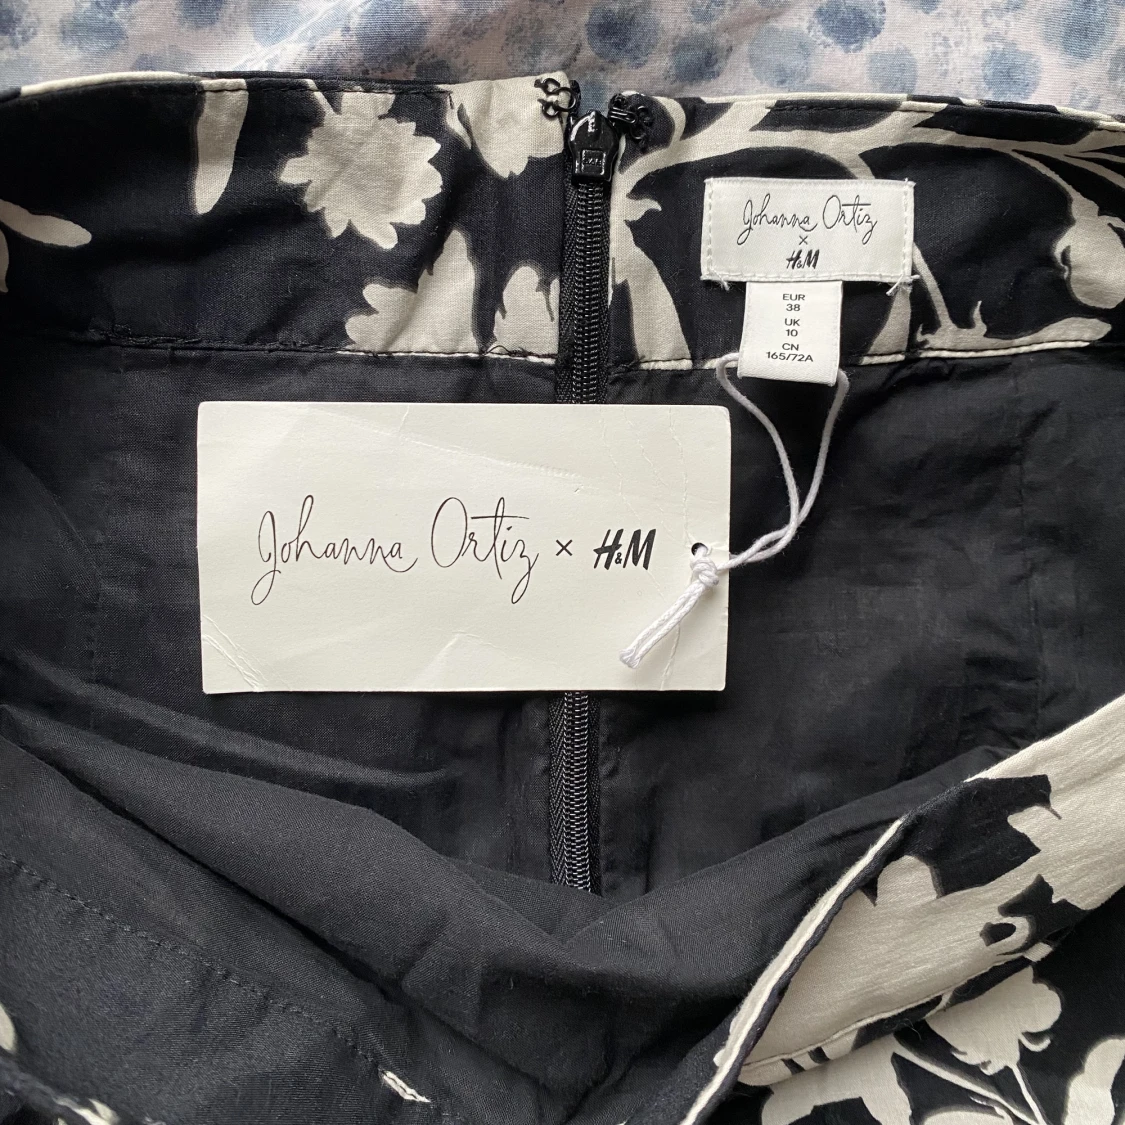 Johanna Ortiz
×
H&M
EUR
38
UK
10
CN
165/72A
Johanna Ortiz × H&M